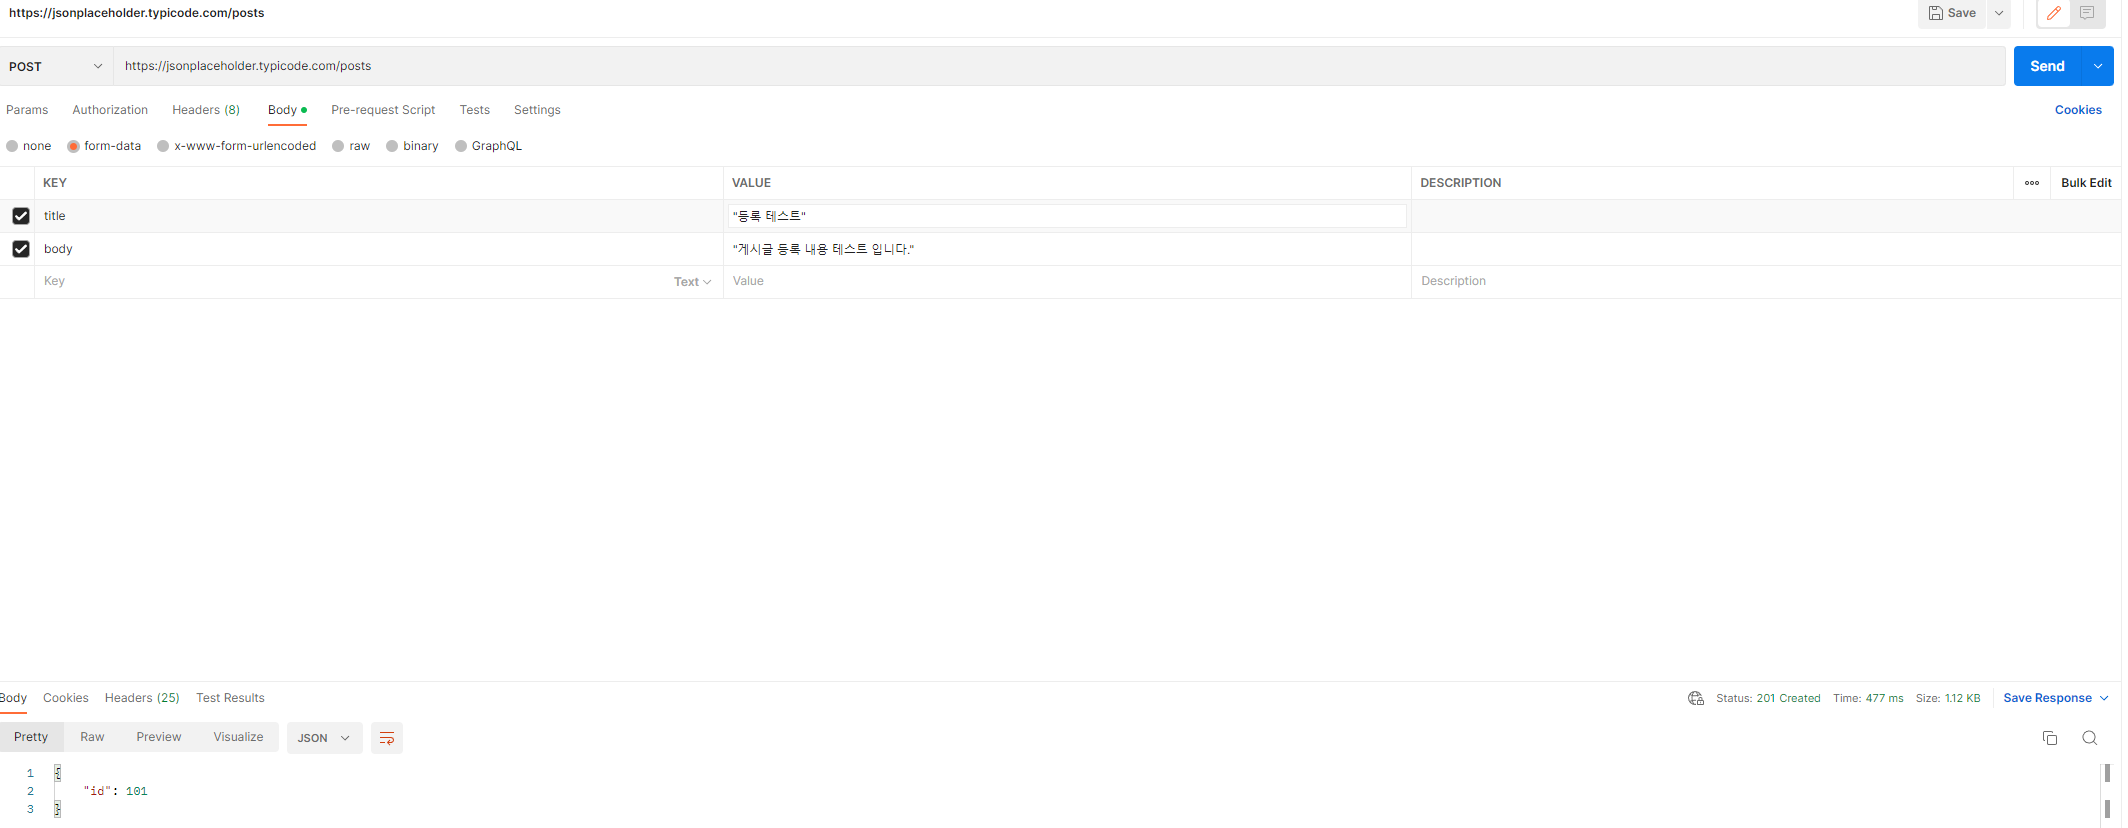 https://jsonplaceholder.typicode.com/posts
Save
POST https://jsonplaceholder.typicode.com/posts Send
Params Authorization Headers (8) Body Pre-request Script Tests Settings Cookies
none form-data x-www-form-urlencoded raw binary GraphQL
KEY VALUE DESCRIPTION Bulk Edit
title "등록 테스트"
body "게시글 등록 내용 테스트 입니다."
Key Text Value Description
Body Cookies Headers (25) Test Results Status: 201 Created Time: 477 ms Size: 1.12 KB Save Response
Pretty Raw Preview Visualize JSON
1 {
2 "id": 101
3 }